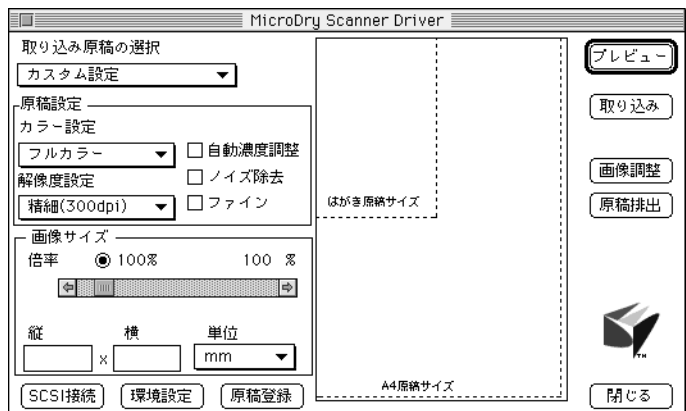 MicroDry Scanner Driver
取り込み原稿の選択
カスタム設定
原稿設定
カラー設定
フルカラー
自動濃度調整
解像度設定
ノイズ除去
精細(300dpi)
ファイン
画像サイズ
倍率
100%
100 %
縦
横
単位
x
mm
SCSI接続
環境設定
原稿登録
はがき原稿サイズ
A4原稿サイズ
プレビュー
取り込み
画像調整
原稿排出
TM
閉じる